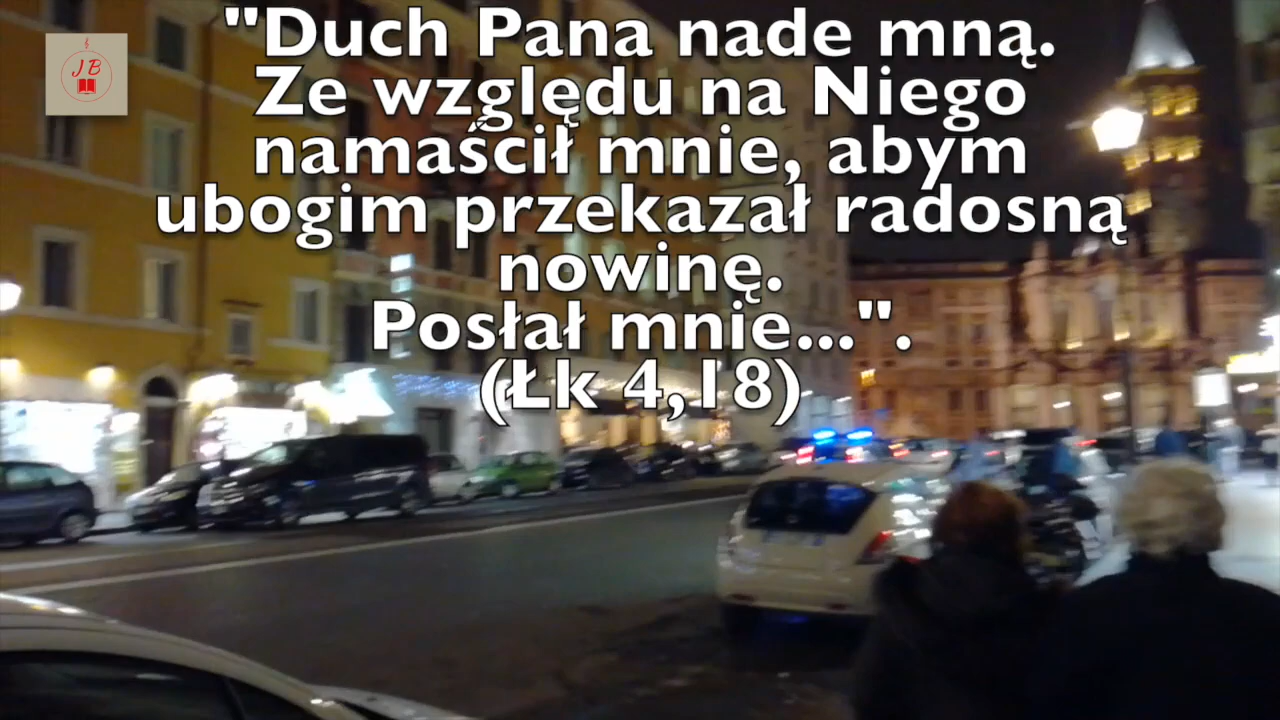 JB
"Duch Pana nade mną.
Ze względu na Niego
namaścił mnie, abym
ubogim przekazał radosną
nowinę.
Posłał mnie...".
(Łk 4,18)